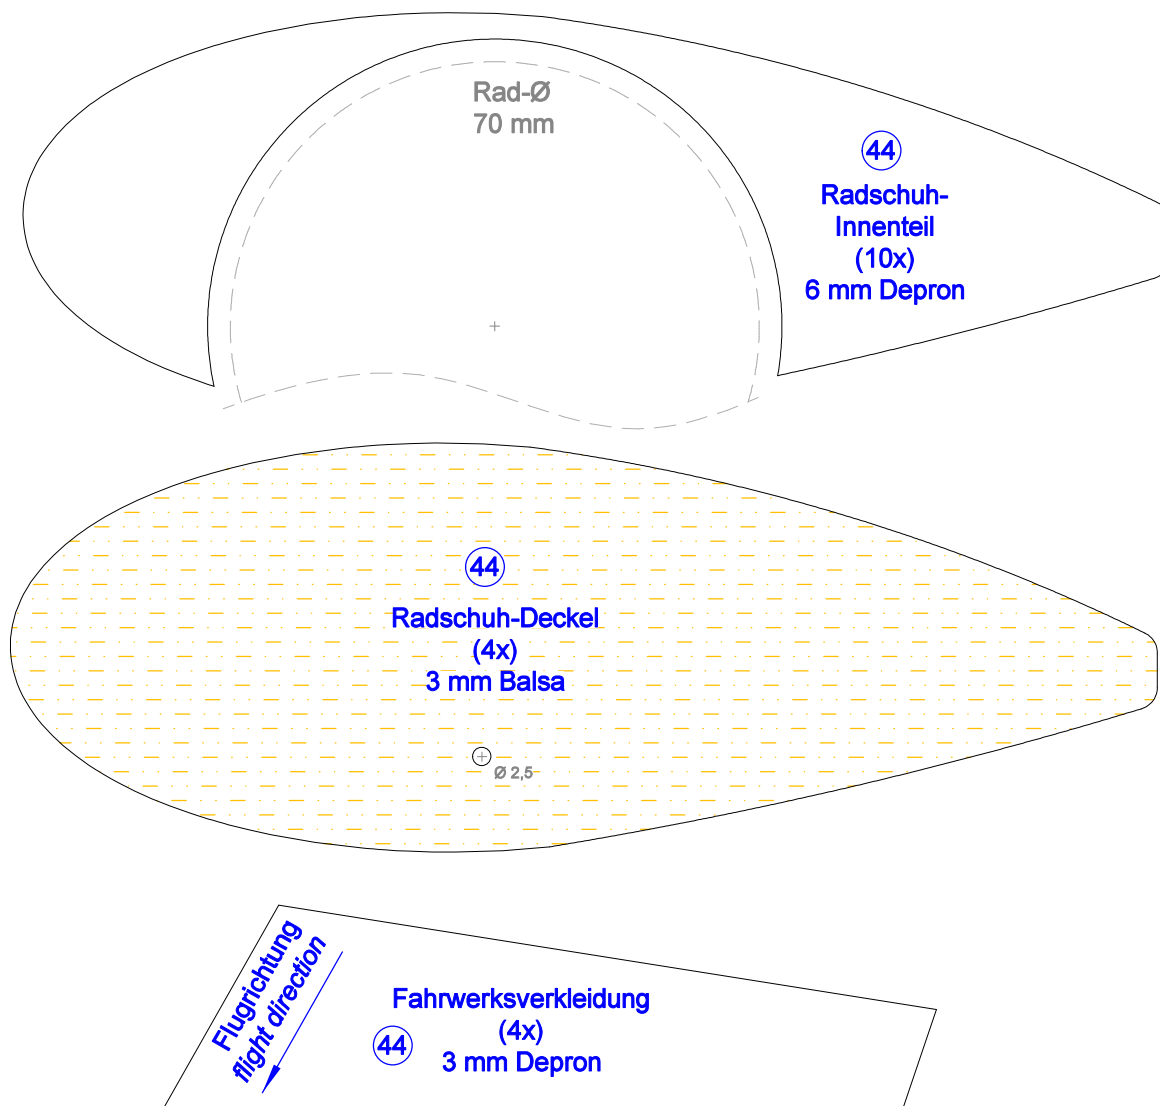 Rad-Ø
70 mm
44
Radschuh-
Innenteil
(10x)
6 mm Depron
44
Radschuh-Deckel
(4x)
3 mm Balsa
Ø 2,5
Flugrichtung
flight direction
Fahrwerksverkleidung
(4x)
44
3 mm Depron